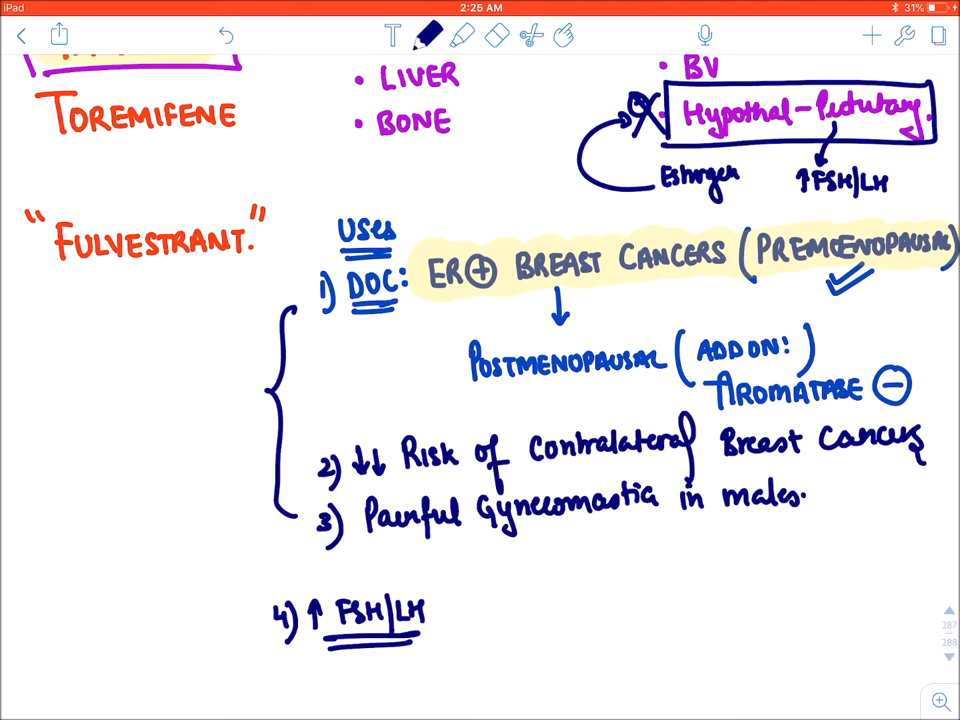 iPad 2:25 AM 31%
T
• LIVER • BV
TOREMIFENE • BONE Hypothal-Pictutary.
Estrogen ↑FSH/LH
"FULVESTRANT." USes
1) DOC: ER⊕ BREAST CANCERS (PREMENOPAUSAL)
POSTMENOPAUSAL (ADD ON:)
AROMATASE ⊖
2) ↓↓ Risk of Contralateral Breast Cancers
3) Painful Gynecomastia in males.
4) ↑ FSH/LH
287
288